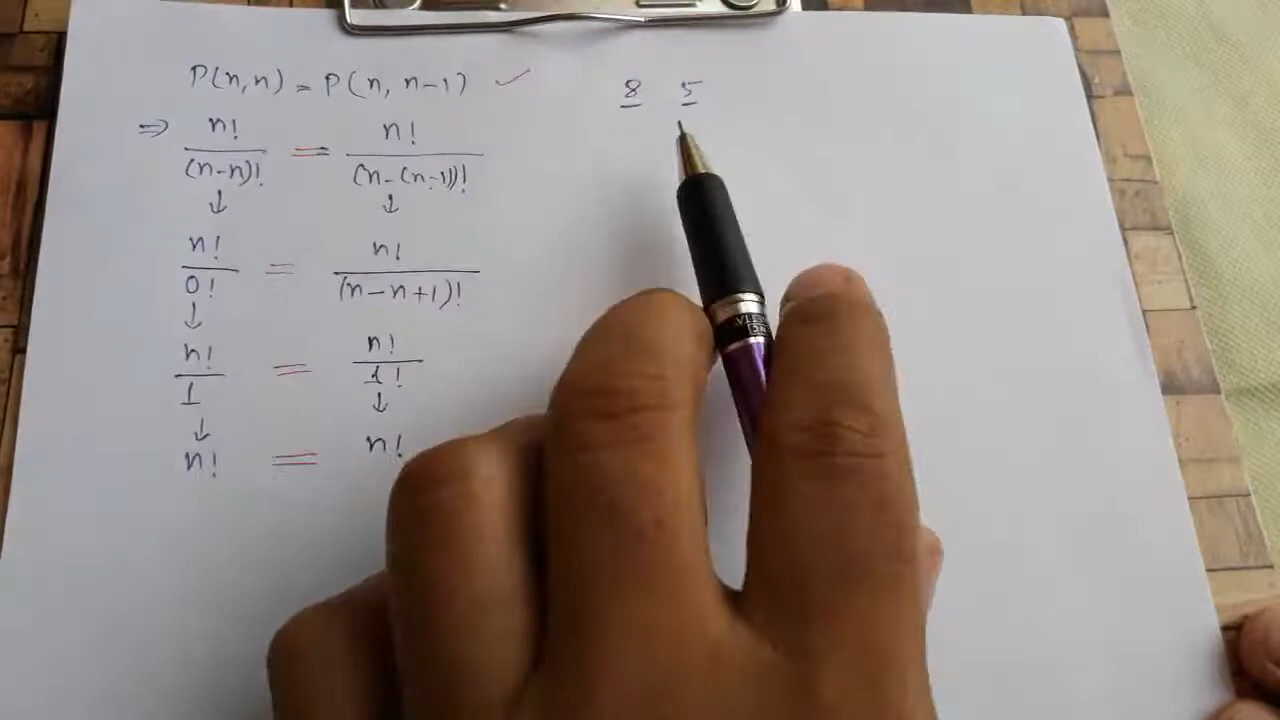 P(n,n) = P(n, n-1) ✓
⇒ n!/(n-n)! = n!/(n-(n-1))!
↓ ↓
n!/0! = n!/(n-n+1)!
↓
n!/1 = n!/1!
↓ ↓
n! = n!
8 5